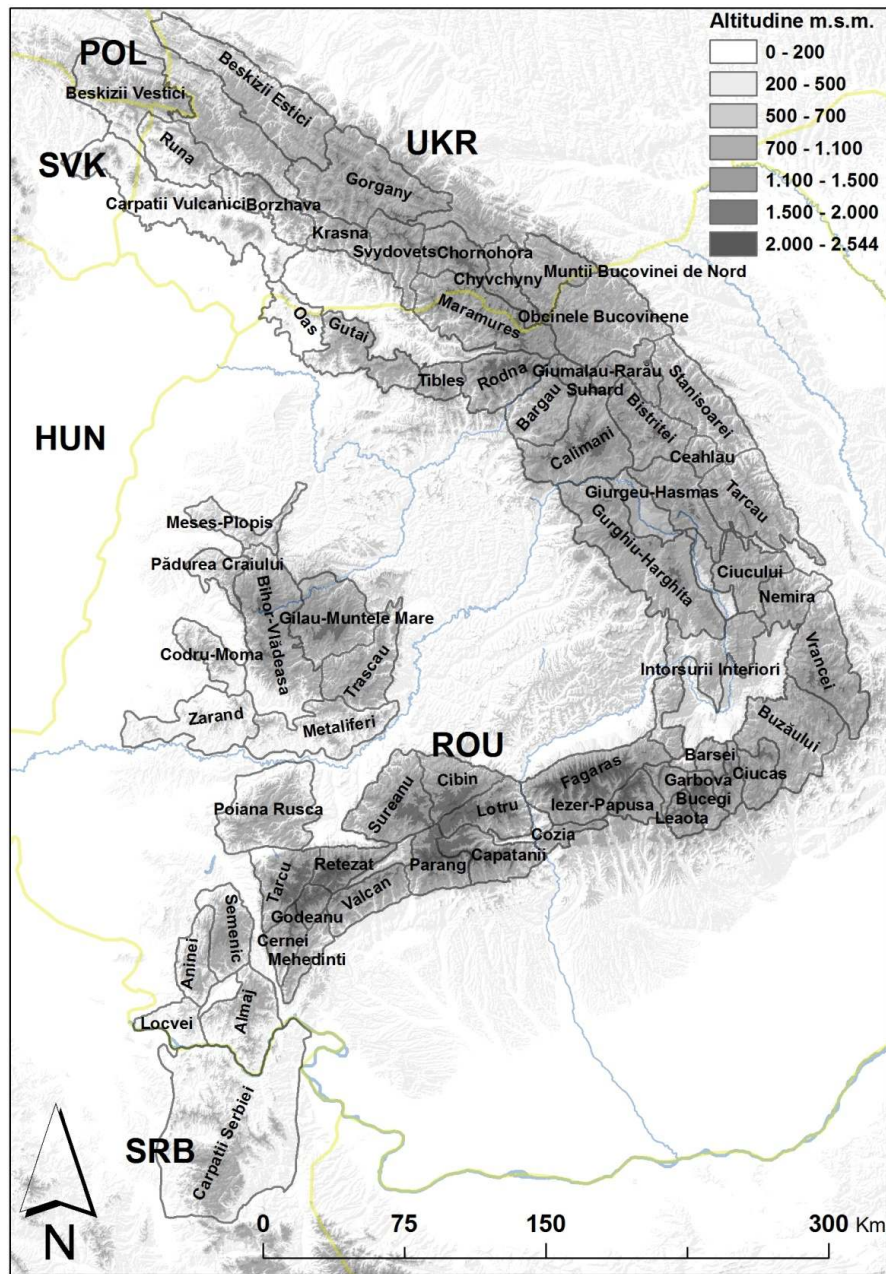 Altitudine m.s.m.
0 - 200
200 - 500
500 - 700
700 - 1.100
1.100 - 1.500
1.500 - 2.000
2.000 - 2.544
POL
Beskizii Vestici
Beskizii Estici
UKR
Runa
SVK
Gorgany
Carpatii Vulcanici
Borzhava
Krasna
Svydovets
Chornohora
Chyvchyny
Muntii Bucovinei de Nord
Maramures
Obcinele Bucovinene
Oas
Gutai
Tibles
Rodna
Giumalau-Rarău
Suhard
Stanisoarei
Bargau
Bistritei
HUN
Calimani
Ceahlau
Giurgeu-Hasmas
Tarcau
Meses-Plopis
Gurghiu-Harghita
Pădurea Craiului
Ciucului
Bihor-Vlădeasa
Nemira
Gilau-Muntele Mare
Codru-Moma
Trascau
Intorsurii Interiori
Vrancei
Zarand
Metaliferi
Buzăului
ROU
Barsei
Fagaras
Cibin
Garbova
Ciucas
Poiana Rusca
Sureanu
Lotru
Iezer-Papusa
Bucegi
Leaota
Cozia
Retezat
Parang
Capatanii
Tarcu
Valcan
Godeanu
Semenic
Cernei
Mehedinti
Aninei
Almaj
Locvei
Carpatii Serbiei
SRB
N
0 75 150 300 Km